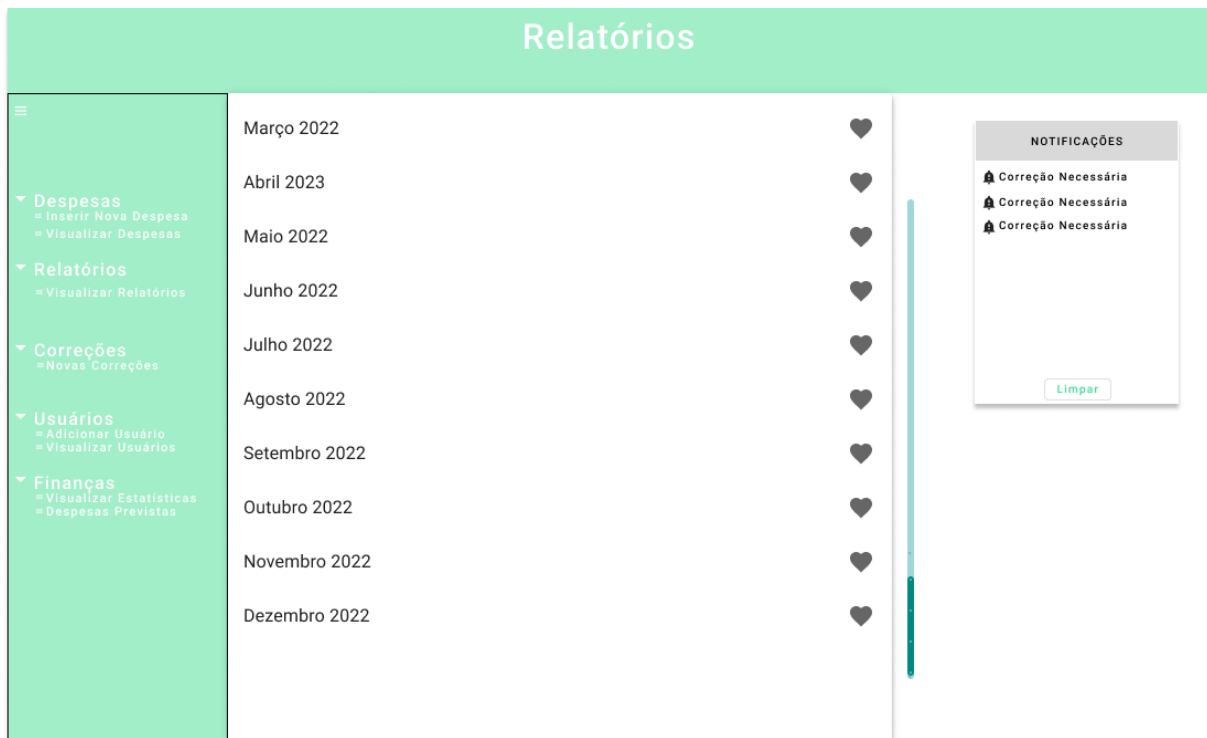 Relatórios
Despesas
Inserir Nova Despesa
Visualizar Despesas
Relatórios
Visualizar Relatórios
Correções
Novas Correções
Usuários
Adicionar Usuário
Visualizar Usuários
Finanças
Visualizar Estatísticas
Despesas Previstas
Março 2022
Abril 2023
Maio 2022
Junho 2022
Julho 2022
Agosto 2022
Setembro 2022
Outubro 2022
Novembro 2022
Dezembro 2022
NOTIFICAÇÕES
Correção Necessária
Correção Necessária
Correção Necessária
Limpar